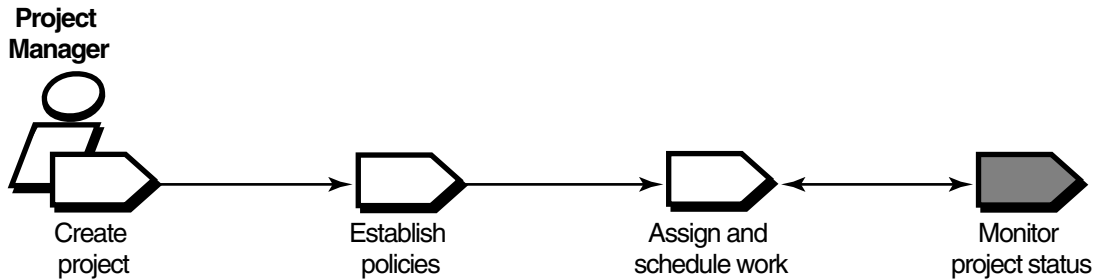 Project
Manager
Create
project
Establish
policies
Assign and
schedule work
Monitor
project status